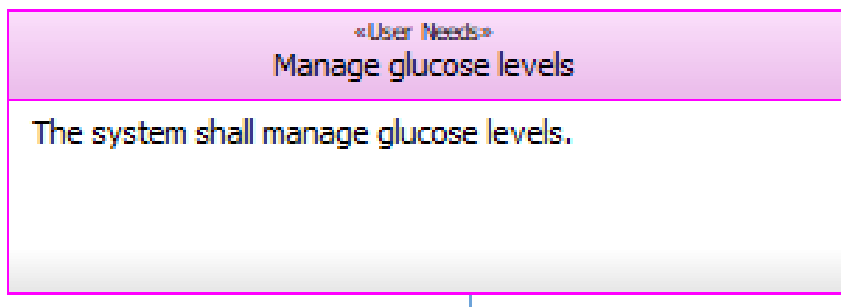 «User Needs»
Manage glucose levels
The system shall manage glucose levels.